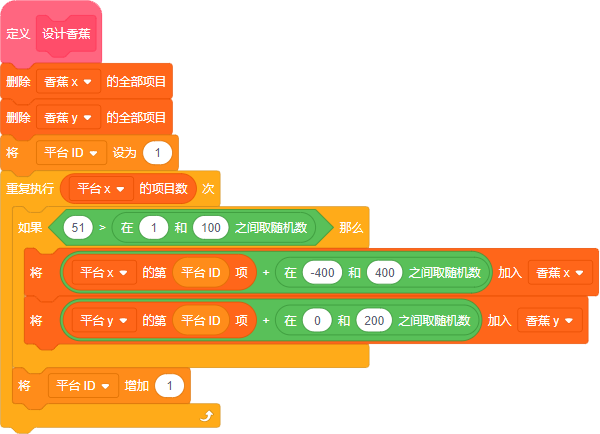 定义 设计香蕉
删除 香蕉 x 的全部项目
删除 香蕉 y 的全部项目
将 平台 ID 设为 1
重复执行 平台 x 的项目数 次
如果 51 > 在 1 和 100 之间取随机数 那么
将 平台 x 的第 平台 ID 项 + 在 -400 和 400 之间取随机数 加入 香蕉 x
将 平台 y 的第 平台 ID 项 + 在 0 和 200 之间取随机数 加入 香蕉 y
将 平台 ID 增加 1